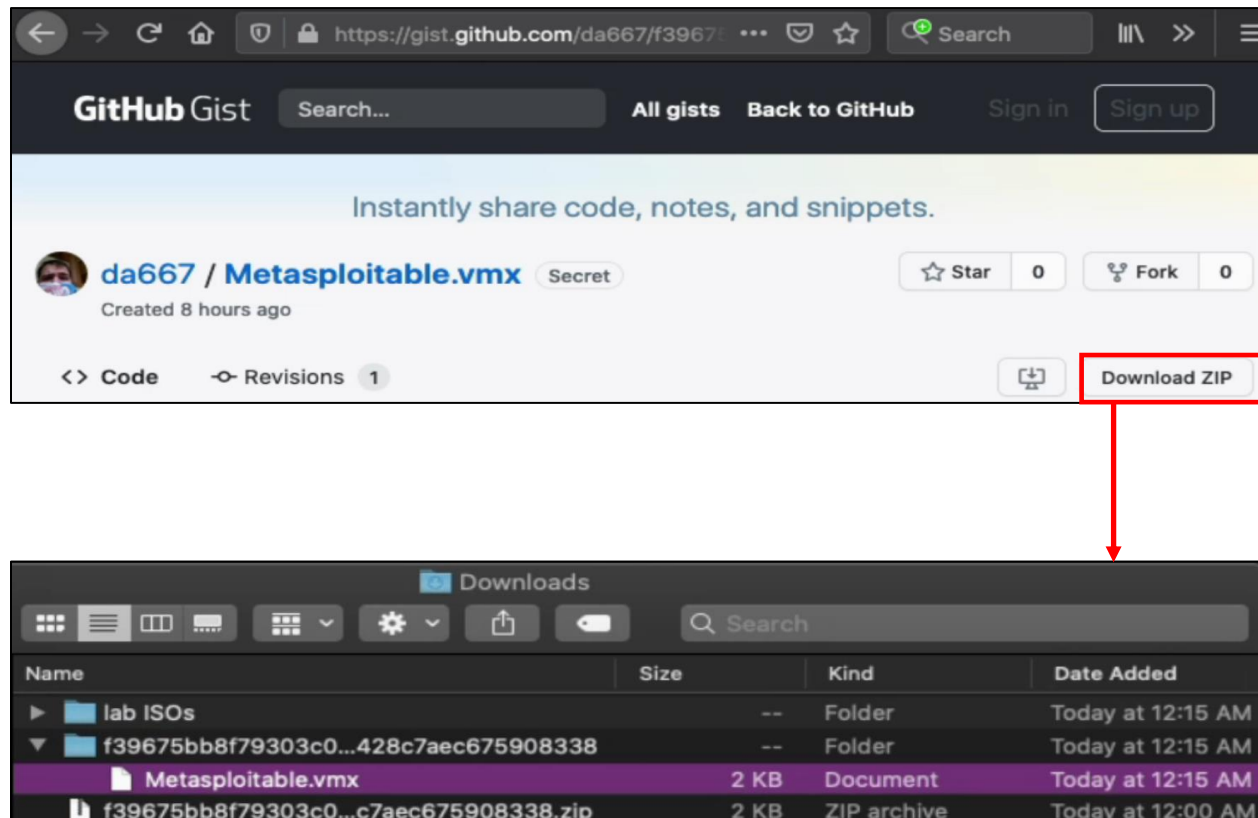 https://gist.github.com/da667/f39675 ••• Search
GitHub Gist Search... All gists Back to GitHub Sign in Sign up
Instantly share code, notes, and snippets.
da667 / Metasploitable.vmx Secret Star 0 Fork 0
Created 8 hours ago
<> Code Revisions 1 Download ZIP
Downloads
Search
Name Size Kind Date Added
lab ISOs -- Folder Today at 12:15 AM
f39675bb8f79303c0...428c7aec675908338 -- Folder Today at 12:15 AM
Metasploitable.vmx 2 KB Document Today at 12:15 AM
f39675bb8f79303c0...c7aec675908338.zip 2 KB ZIP archive Today at 12:00 AM